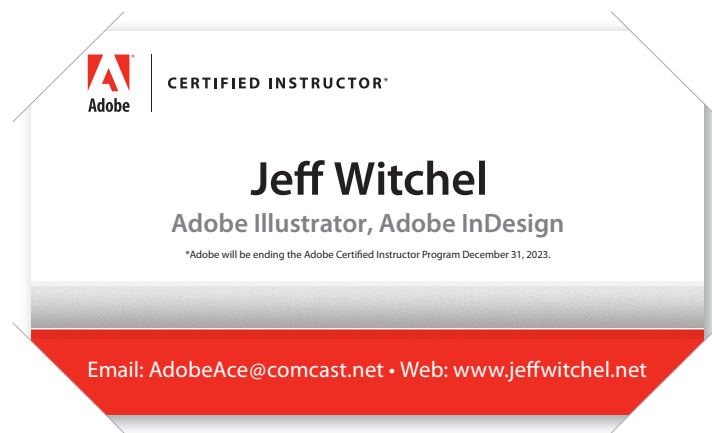 Adobe
CERTIFIED INSTRUCTOR*
Jeff Witchel
Adobe Illustrator, Adobe InDesign
*Adobe will be ending the Adobe Certified Instructor Program December 31, 2023.
Email: AdobeAce@comcast.net • Web: www.jeffwitchel.net